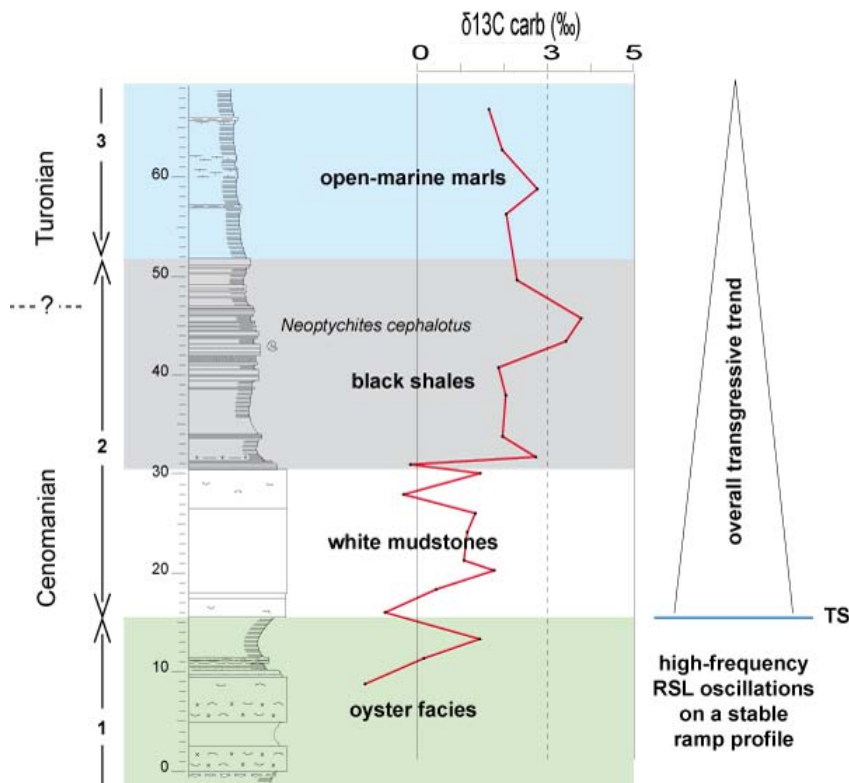 δ13C carb (‰)
0
3
5
Turonian
---- ? ----
Cenomanian
3
2
1
60
50
40
30
20
10
0
open-marine marls
Neoptychites cephalotus
black shales
white mudstones
oyster facies
overall transgressive trend
TS
high-frequency
RSL oscillations
on a stable
ramp profile